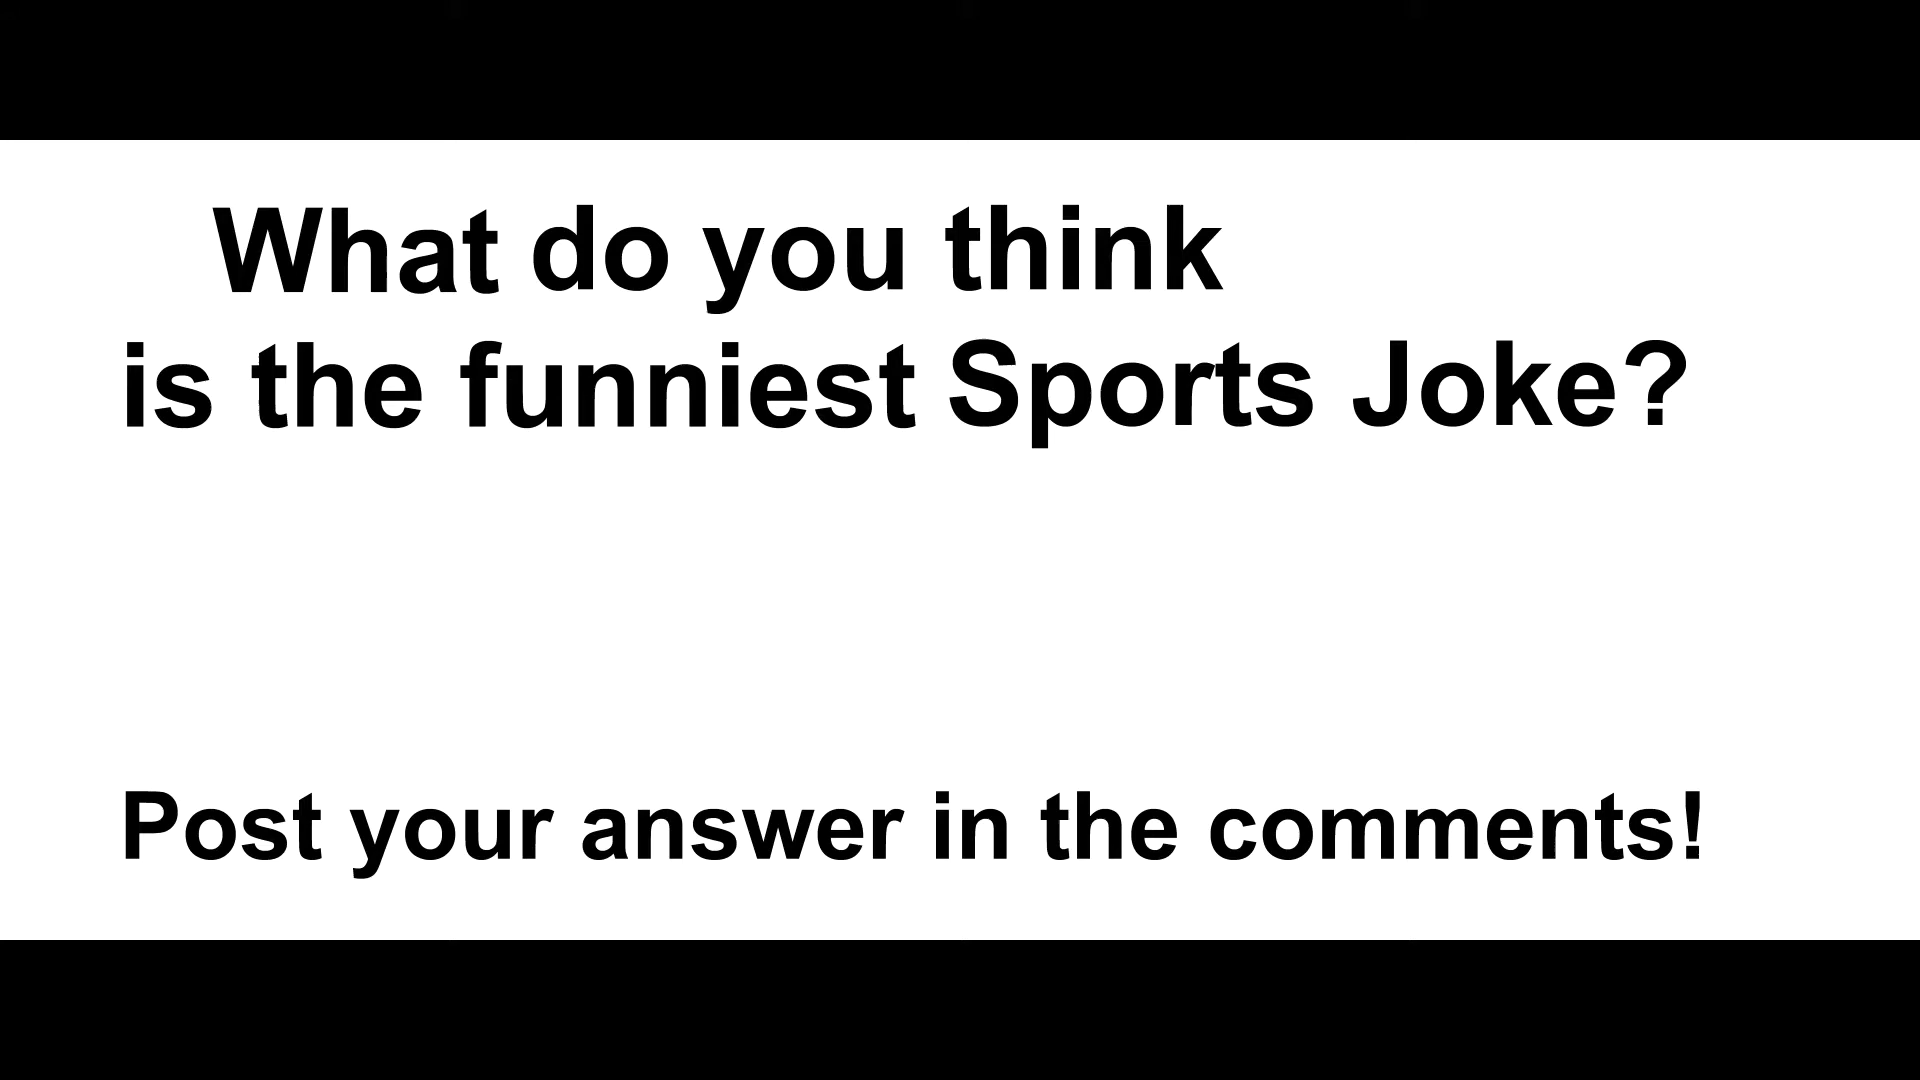 What do you think
is the funniest Sports Joke?
Post your answer in the comments!